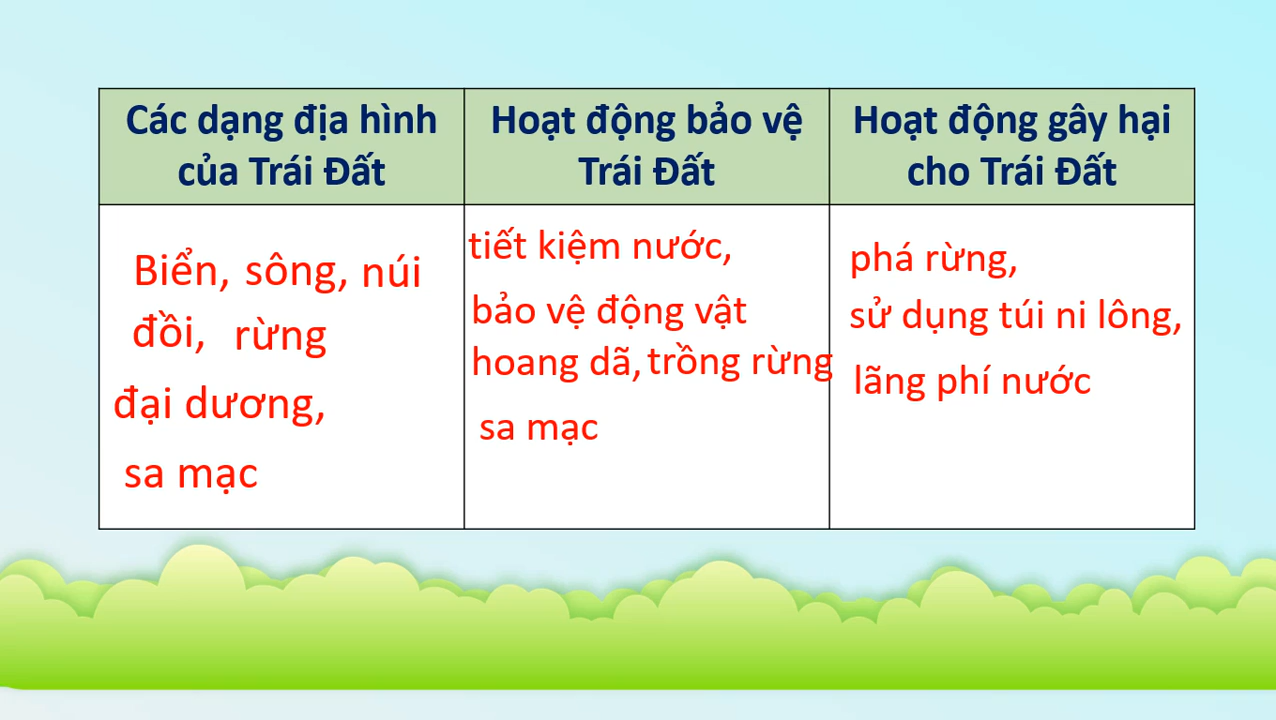 Các dạng địa hình
của Trái Đất
Hoạt động bảo vệ
Trái Đất
Hoạt động gây hại
cho Trái Đất
Biển, sông, núi
đồi, rừng
đại dương,
sa mạc
tiết kiệm nước,
bảo vệ động vật
hoang dã, trồng rừng
sa mạc
phá rừng,
sử dụng túi ni lông,
lãng phí nước